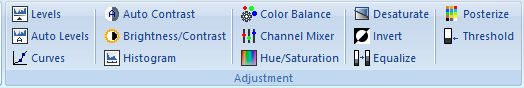 Levels
Auto Levels
Curves
Auto Contrast
Brightness/Contrast
Histogram
Color Balance
Channel Mixer
Hue/Saturation
Desaturate
Invert
Equalize
Posterize
Threshold
Adjustment